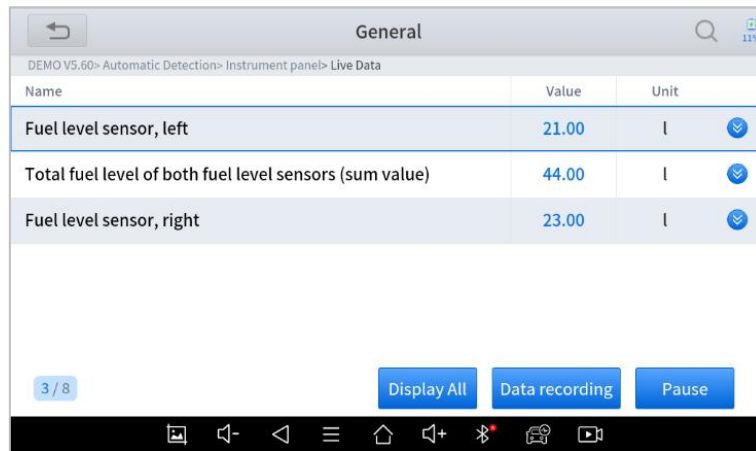 General
11%
DEMO V5.60> Automatic Detection> Instrument panel> Live Data
Name Value Unit
Fuel level sensor, left 21.00 l
Total fuel level of both fuel level sensors (sum value) 44.00 l
Fuel level sensor, right 23.00 l
3 / 8 Display All Data recording Pause